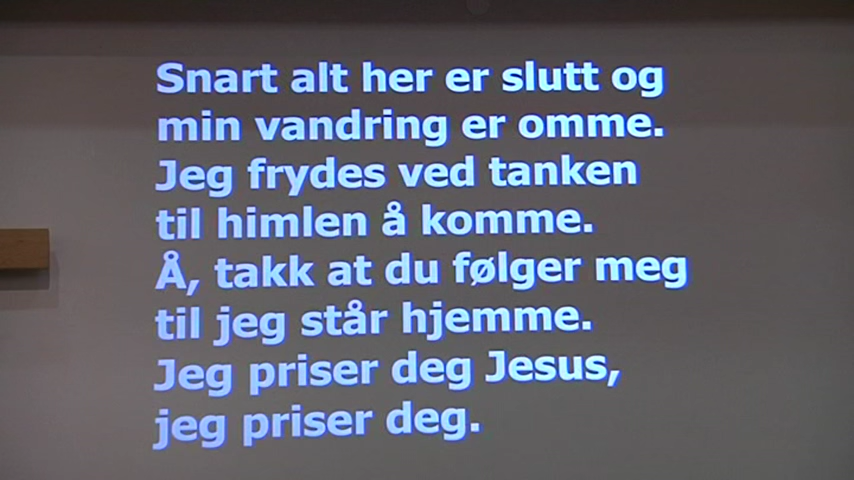 Snart alt her er slutt og
min vandring er omme.
Jeg frydes ved tanken
til himlen å komme.
Å, takk at du følger meg
til jeg står hjemme.
Jeg priser deg Jesus,
jeg priser deg.